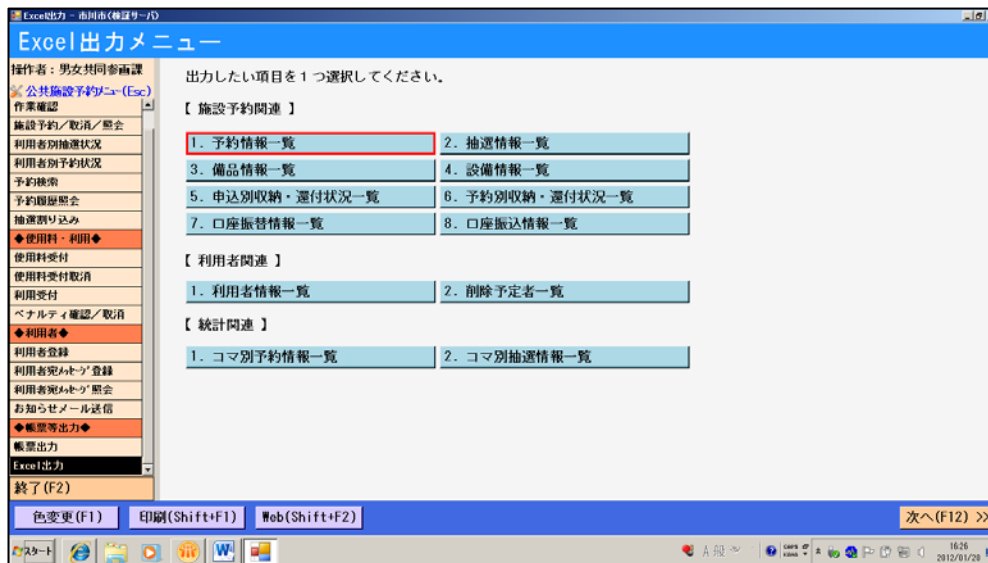 Excel出力 - 市川市(検証サーバ)
Excel出力メニュー
操作者：男女共同参画課
公共施設予約ﾒﾆｭｰ(Esc)
作業確認
施設予約／取消／照会
利用者別抽選状況
利用者別予約状況
予約検索
予約履歴照会
抽選割り込み
◆使用料・利用◆
使用料受付
使用料受付取消
利用受付
ペナルティ確認／取消
◆利用者◆
利用者登録
利用者宛ﾒｯｾｰｼﾞ登録
利用者宛ﾒｯｾｰｼﾞ照会
お知らせメール送信
◆帳票等出力◆
帳票出力
Excel出力
終了(F2)
出力したい項目を１つ選択してください。
【 施設予約関連 】
1. 予約情報一覧
2. 抽選情報一覧
3. 備品情報一覧
4. 設備情報一覧
5. 申込別収納・還付状況一覧
6. 予約別収納・還付状況一覧
7. 口座振替情報一覧
8. 口座振込情報一覧
【 利用者関連 】
1. 利用者情報一覧
2. 削除予定者一覧
【 統計関連 】
1. コマ別予約情報一覧
2. コマ別抽選情報一覧
色変更(F1)
印刷(Shift+F1)
Web(Shift+F2)
次へ(F12) >>
スタート
A 般
CAPS
KANA
16:26
2012/01/20